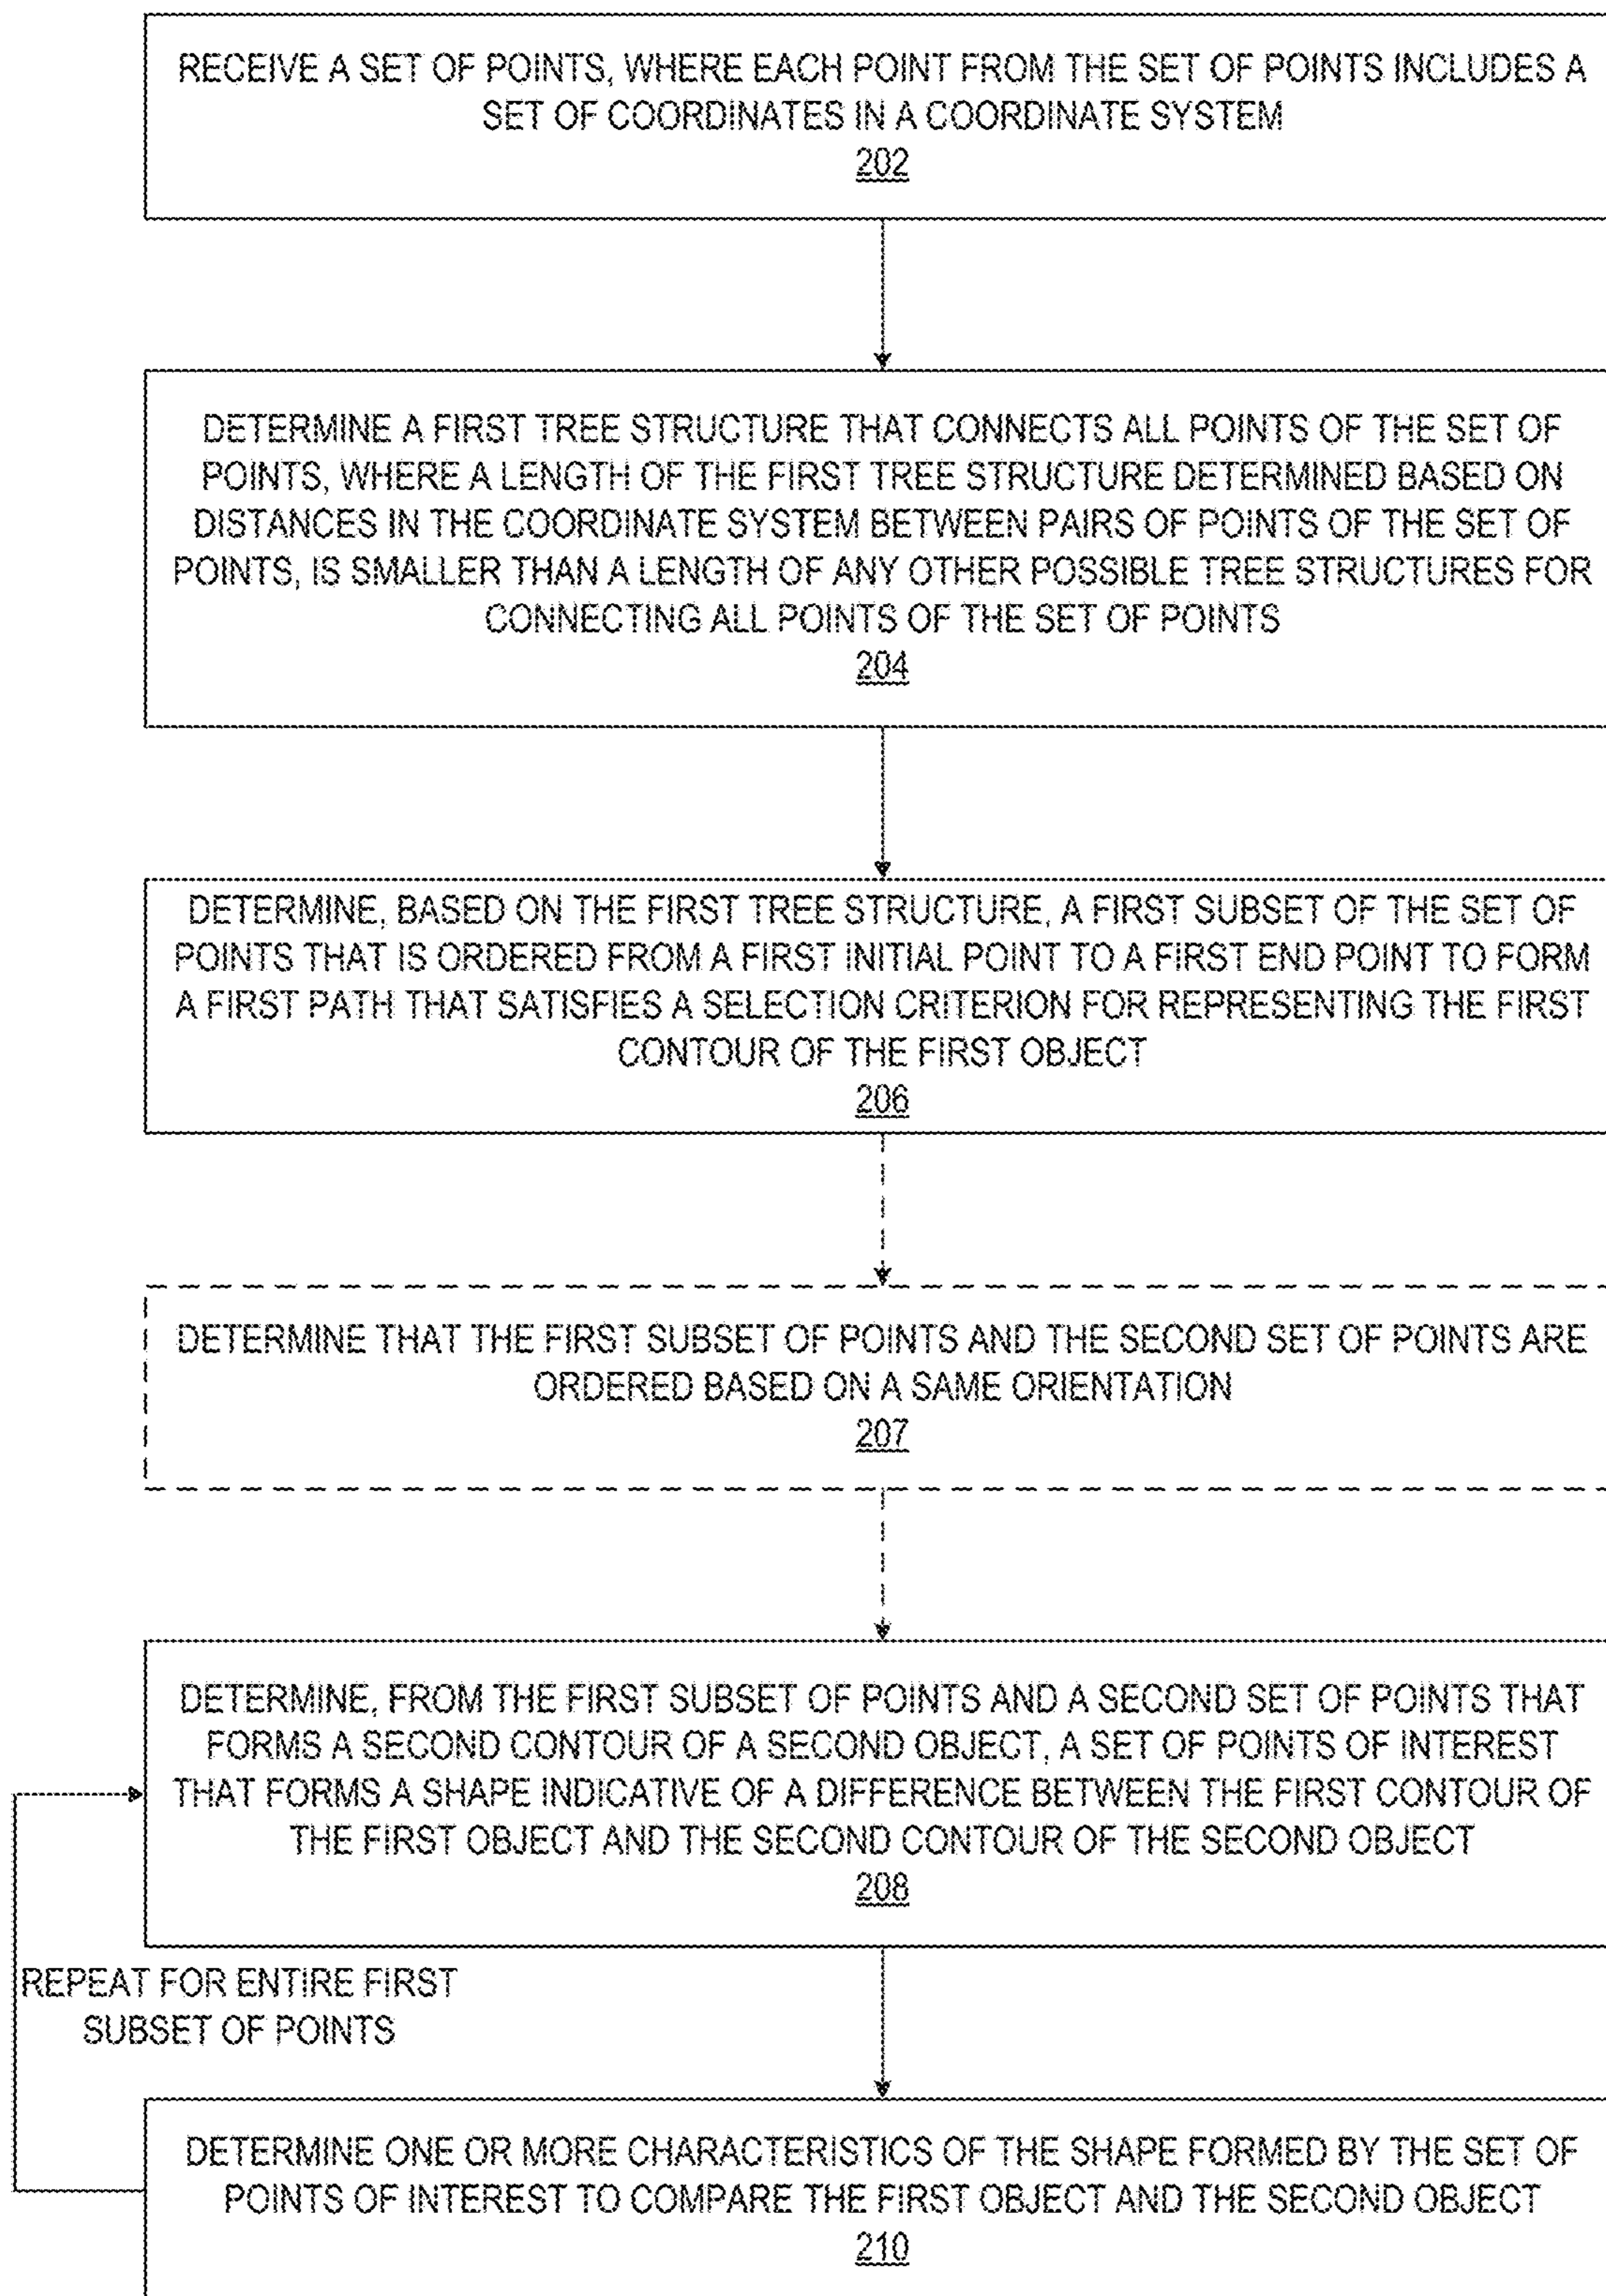 RECEIVE A SET OF POINTS, WHERE EACH POINT FROM THE SET OF POINTS INCLUDES A
SET OF COORDINATES IN A COORDINATE SYSTEM
202
DETERMINE A FIRST TREE STRUCTURE THAT CONNECTS ALL POINTS OF THE SET OF
POINTS, WHERE A LENGTH OF THE FIRST TREE STRUCTURE DETERMINED BASED ON
DISTANCES IN THE COORDINATE SYSTEM BETWEEN PAIRS OF POINTS OF THE SET OF
POINTS, IS SMALLER THAN A LENGTH OF ANY OTHER POSSIBLE TREE STRUCTURES FOR
CONNECTING ALL POINTS OF THE SET OF POINTS
204
DETERMINE, BASED ON THE FIRST TREE STRUCTURE, A FIRST SUBSET OF THE SET OF
POINTS THAT IS ORDERED FROM A FIRST INITIAL POINT TO A FIRST END POINT TO FORM
A FIRST PATH THAT SATISFIES A SELECTION CRITERION FOR REPRESENTING THE FIRST
CONTOUR OF THE FIRST OBJECT
206
DETERMINE THAT THE FIRST SUBSET OF POINTS AND THE SECOND SET OF POINTS ARE
ORDERED BASED ON A SAME ORIENTATION
207
DETERMINE, FROM THE FIRST SUBSET OF POINTS AND A SECOND SET OF POINTS THAT
FORMS A SECOND CONTOUR OF A SECOND OBJECT, A SET OF POINTS OF INTEREST
THAT FORMS A SHAPE INDICATIVE OF A DIFFERENCE BETWEEN THE FIRST CONTOUR OF
THE FIRST OBJECT AND THE SECOND CONTOUR OF THE SECOND OBJECT
208
REPEAT FOR ENTIRE FIRST
SUBSET OF POINTS
DETERMINE ONE OR MORE CHARACTERISTICS OF THE SHAPE FORMED BY THE SET OF
POINTS OF INTEREST TO COMPARE THE FIRST OBJECT AND THE SECOND OBJECT
210